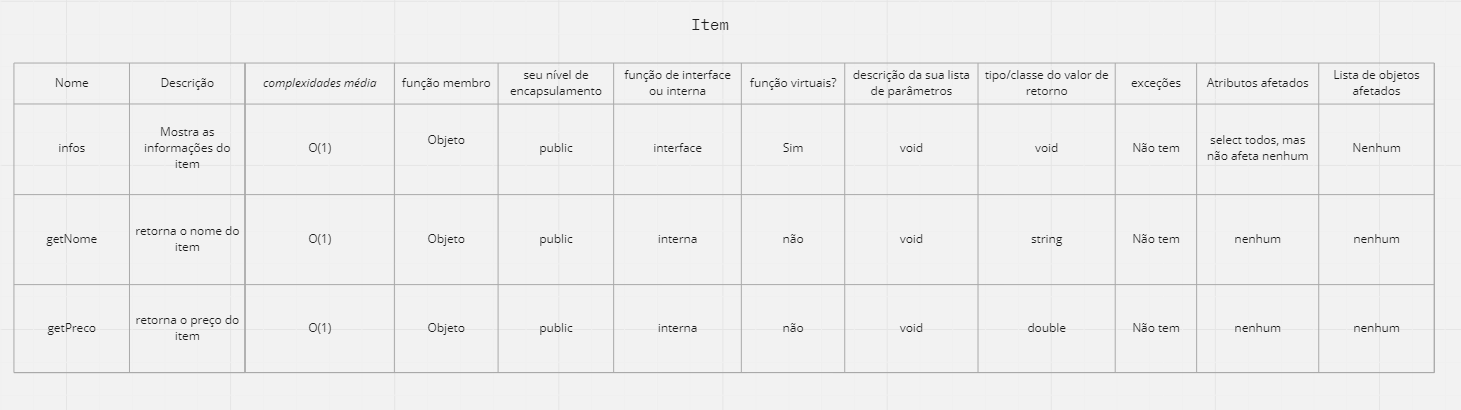 Item
Nome
Descrição
complexidades média
função membro
seu nível de
encapsulamento
função de interface
ou interna
função virtuais?
descrição da sua lista
de parâmetros
tipo/classe do valor de
retorno
exceções
Atributos afetados
Lista de objetos
afetados
infos
Mostra as
informações do
item
O(1)
Objeto
public
interface
Sim
void
void
Não tem
select todos, mas
não afeta nenhum
Nenhum
getNome
retorna o nome do
item
O(1)
Objeto
public
interna
não
void
string
Não tem
nenhum
nenhum
getPreco
retorna o preço do
item
O(1)
Objeto
public
interna
não
void
double
Não tem
nenhum
nenhum